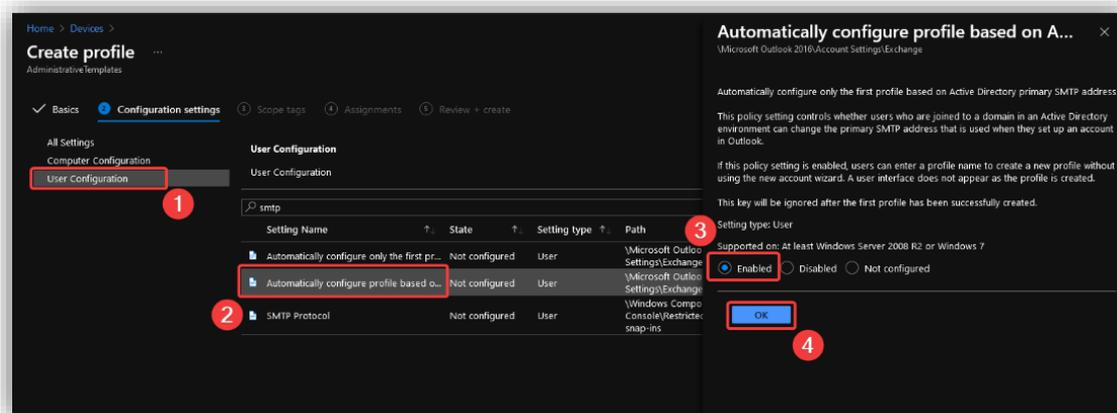 Home > Devices >
Create profile ...
AdministrativeTemplates
Basics 2 Configuration settings 3 Scope tags 4 Assignments 5 Review + create
All Settings
Computer Configuration
User Configuration
1
User Configuration
User Configuration
smtp
Setting Name ↑↓ State ↑↓ Setting type ↑↓ Path
Automatically configure only the first pr... Not configured User \Microsoft Outloo
Settings\Exchange
2
Automatically configure profile based o... Not configured User \Microsoft Outloo
Settings\Exchange
SMTP Protocol Not configured User \Windows Compo
Console\Restricted
snap-ins
Automatically configure profile based on A... ×
\Microsoft Outlook 2016\Account Settings\Exchange
Automatically configure only the first profile based on Active Directory primary SMTP address
This policy setting controls whether users who are joined to a domain in an Active Directory
environment can change the primary SMTP address that is used when they set up an account
in Outlook.
If this policy setting is enabled, users can enter a profile name to create a new profile without
using the new account wizard. A user interface does not appear as the profile is created.
This key will be ignored after the first profile has been successfully created.
3
Setting type: User
Supported on: At least Windows Server 2008 R2 or Windows 7
Enabled Disabled Not configured
OK
4